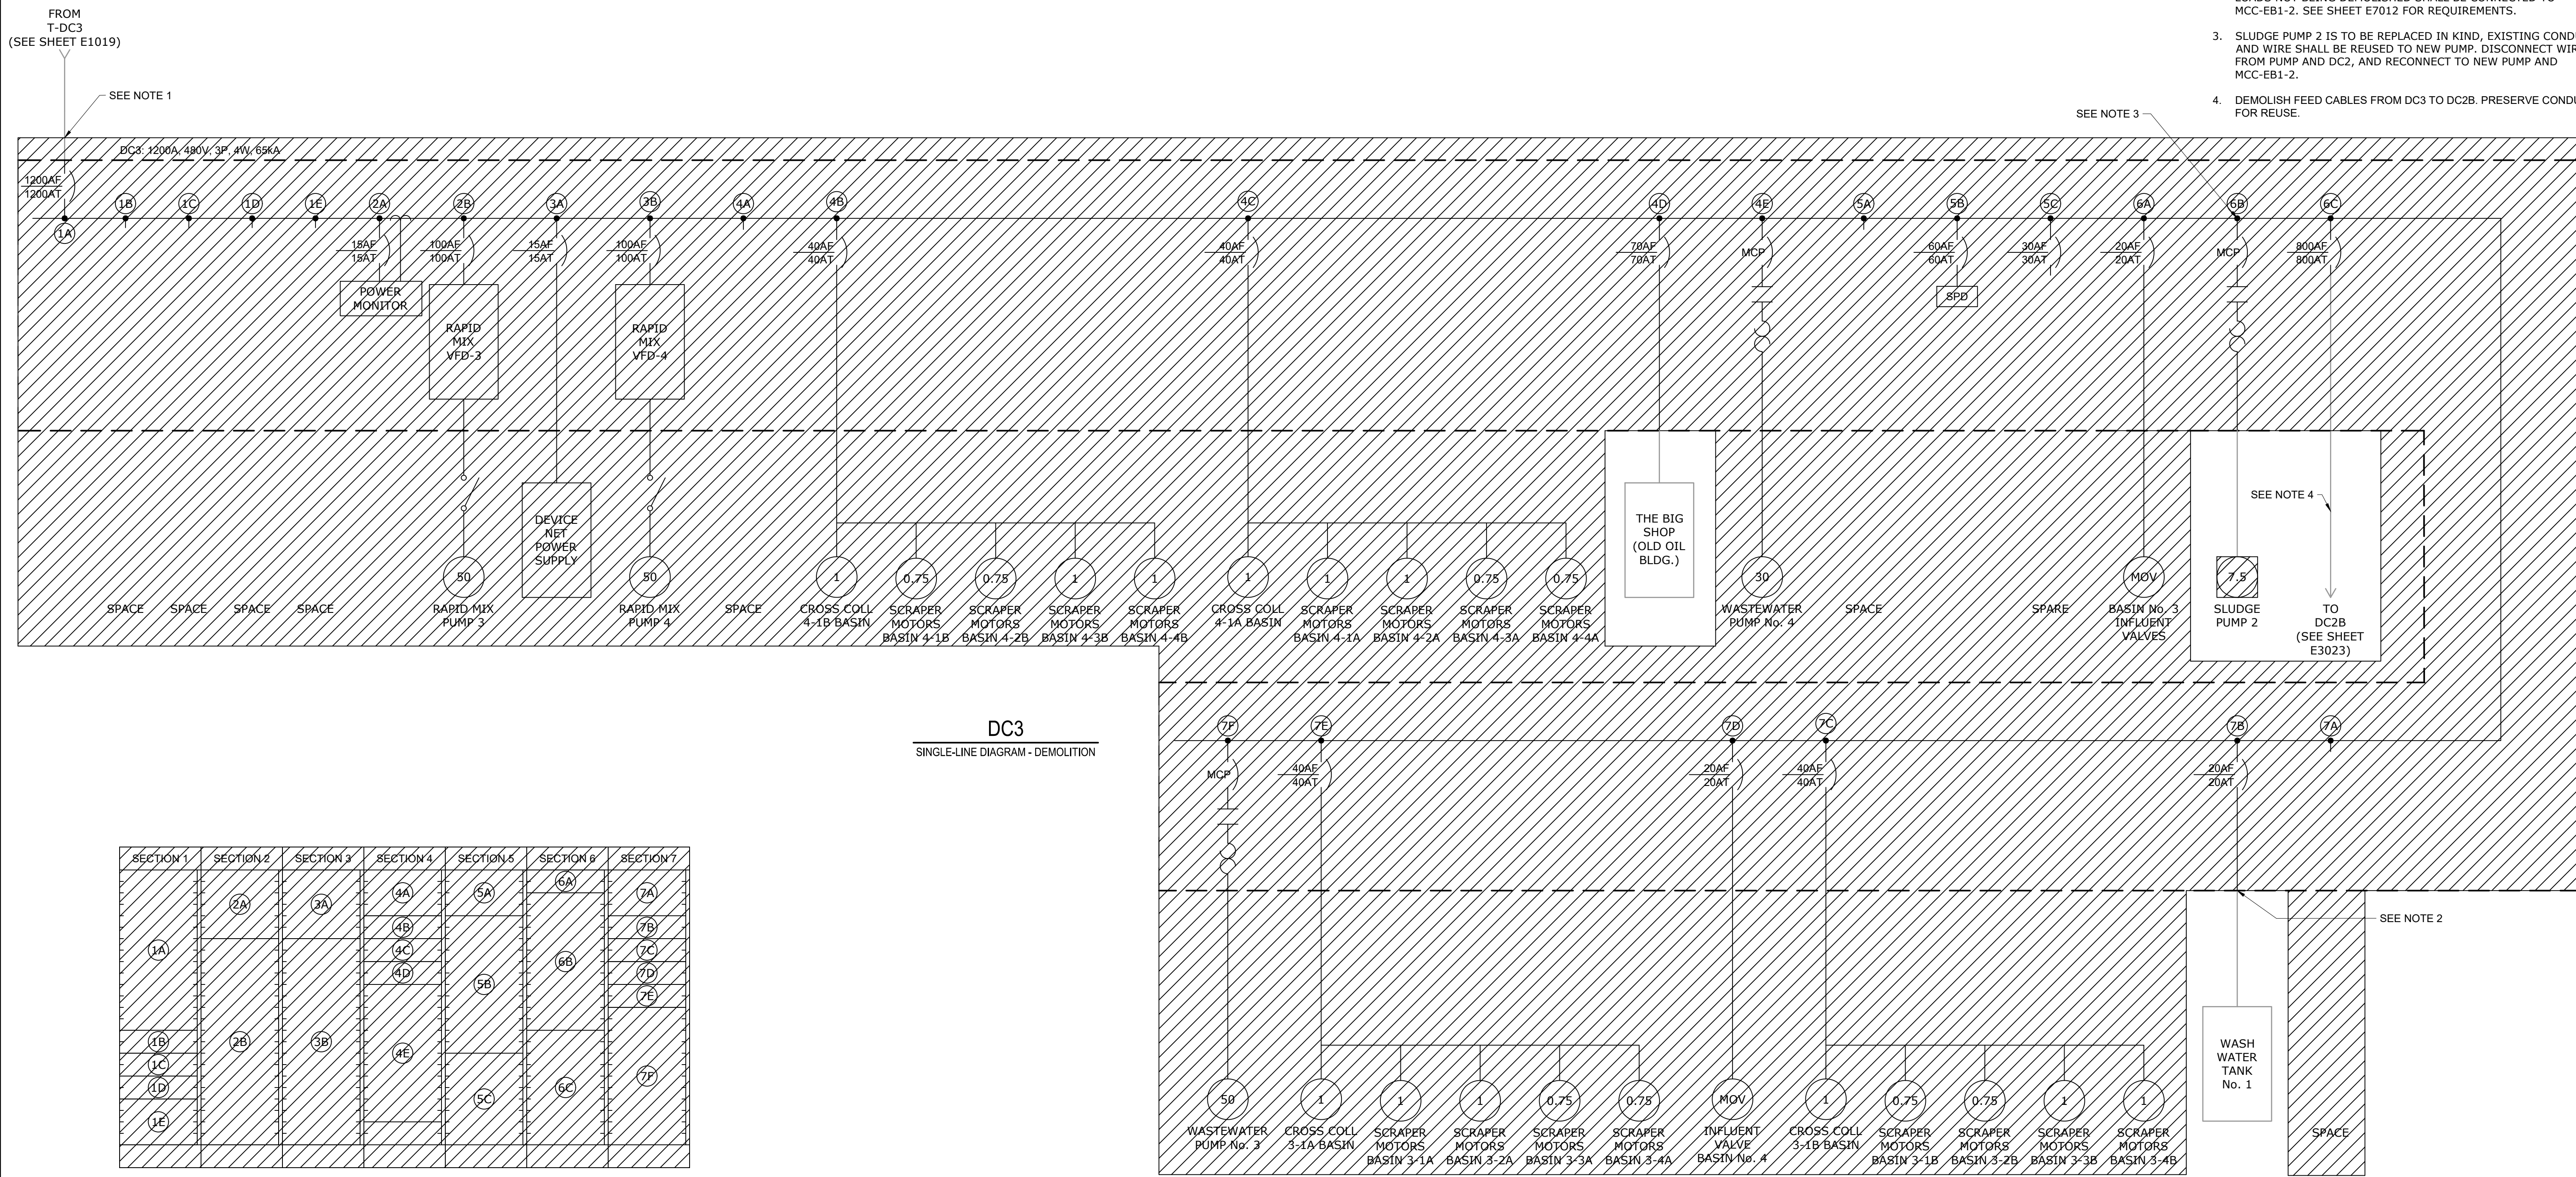 FROM
T-DC3
(SEE SHEET E1019)
SEE NOTE 1
MCC-EB1-2. SEE SHEET E7012 FOR REQUIREMENTS.
3. SLUDGE PUMP 2 IS TO BE REPLACED IN KIND, EXISTING
AND WIRE SHALL BE REUSED TO NEW PUMP. DISCONNECT
FROM PUMP AND DC2, AND RECONNECT TO NEW PUMP AND
MCC-EB1-2.
4. DEMOLISH FEED CABLES FROM DC3 TO DC2B. PRESERVE
FOR REUSE.
SEE NOTE 3
DC3: 1200A, 480V, 3P, 4W, 65kA
1200AF
1200AT
1A
1B
1C
1D
1E
2A
2B
3A
3B
4A
4B
4C
4D
4E
5A
5B
5C
6A
6B
6C
15AF
15AT
100AF
100AT
15AF
15AT
100AF
100AT
40AF
40AT
40AF
40AT
70AF
70AT
MCP
60AF
60AT
30AF
30AT
20AF
20AT
MCP
800AF
800AT
POWER
MONITOR
RAPID
MIX
VFD-3
RAPID
MIX
VFD-4
SPD
DEVICE
NET
POWER
SUPPLY
THE BIG
SHOP
(OLD OIL
BLDG.)
SEE NOTE 4
50
50
1
0.75
0.75
1
1
1
1
1
0.75
0.75
30
MOV
7.5
SPACE
SPACE
SPACE
SPACE
RAPID MIX
PUMP 3
RAPID MIX
PUMP 4
SPACE
CROSS COLL
4-1B BASIN
SCRAPER
MOTORS
BASIN 4-1B
SCRAPER
MOTORS
BASIN 4-2B
SCRAPER
MOTORS
BASIN 4-3B
SCRAPER
MOTORS
BASIN 4-4B
CROSS COLL
4-1A BASIN
SCRAPER
MOTORS
BASIN 4-1A
SCRAPER
MOTORS
BASIN 4-2A
SCRAPER
MOTORS
BASIN 4-3A
SCRAPER
MOTORS
BASIN 4-4A
WASTEWATER
PUMP No. 4
SPACE
SPARE
BASIN No. 3
INFLUENT
VALVES
SLUDGE
PUMP 2
TO
DC2B
(SEE SHEET
E3023)
DC3
SINGLE-LINE DIAGRAM - DEMOLITION
7F
7E
7D
7C
7B
7A
MCP
40AF
40AT
20AF
20AT
40AF
40AT
20AF
20AT
SEE NOTE 2
WASH
WATER
TANK
No. 1
50
1
1
1
0.75
0.75
MOV
1
0.75
0.75
1
1
WASTEWATER
PUMP No. 3
CROSS COLL
3-1A BASIN
SCRAPER
MOTORS
BASIN 3-1A
SCRAPER
MOTORS
BASIN 3-2A
SCRAPER
MOTORS
BASIN 3-3A
SCRAPER
MOTORS
BASIN 3-4A
INFLUENT
VALVE
BASIN No. 4
CROSS COLL
3-1B BASIN
SCRAPER
MOTORS
BASIN 3-1B
SCRAPER
MOTORS
BASIN 3-2B
SCRAPER
MOTORS
BASIN 3-3B
SCRAPER
MOTORS
BASIN 3-4B
SPACE
SECTION 1
SECTION 2
SECTION 3
SECTION 4
SECTION 5
SECTION 6
SECTION 7
1A
1B
1C
1D
1E
2A
2B
3A
3B
4A
4B
4C
4D
4E
5A
5B
5C
6A
6B
6C
7A
7B
7C
7D
7E
7F